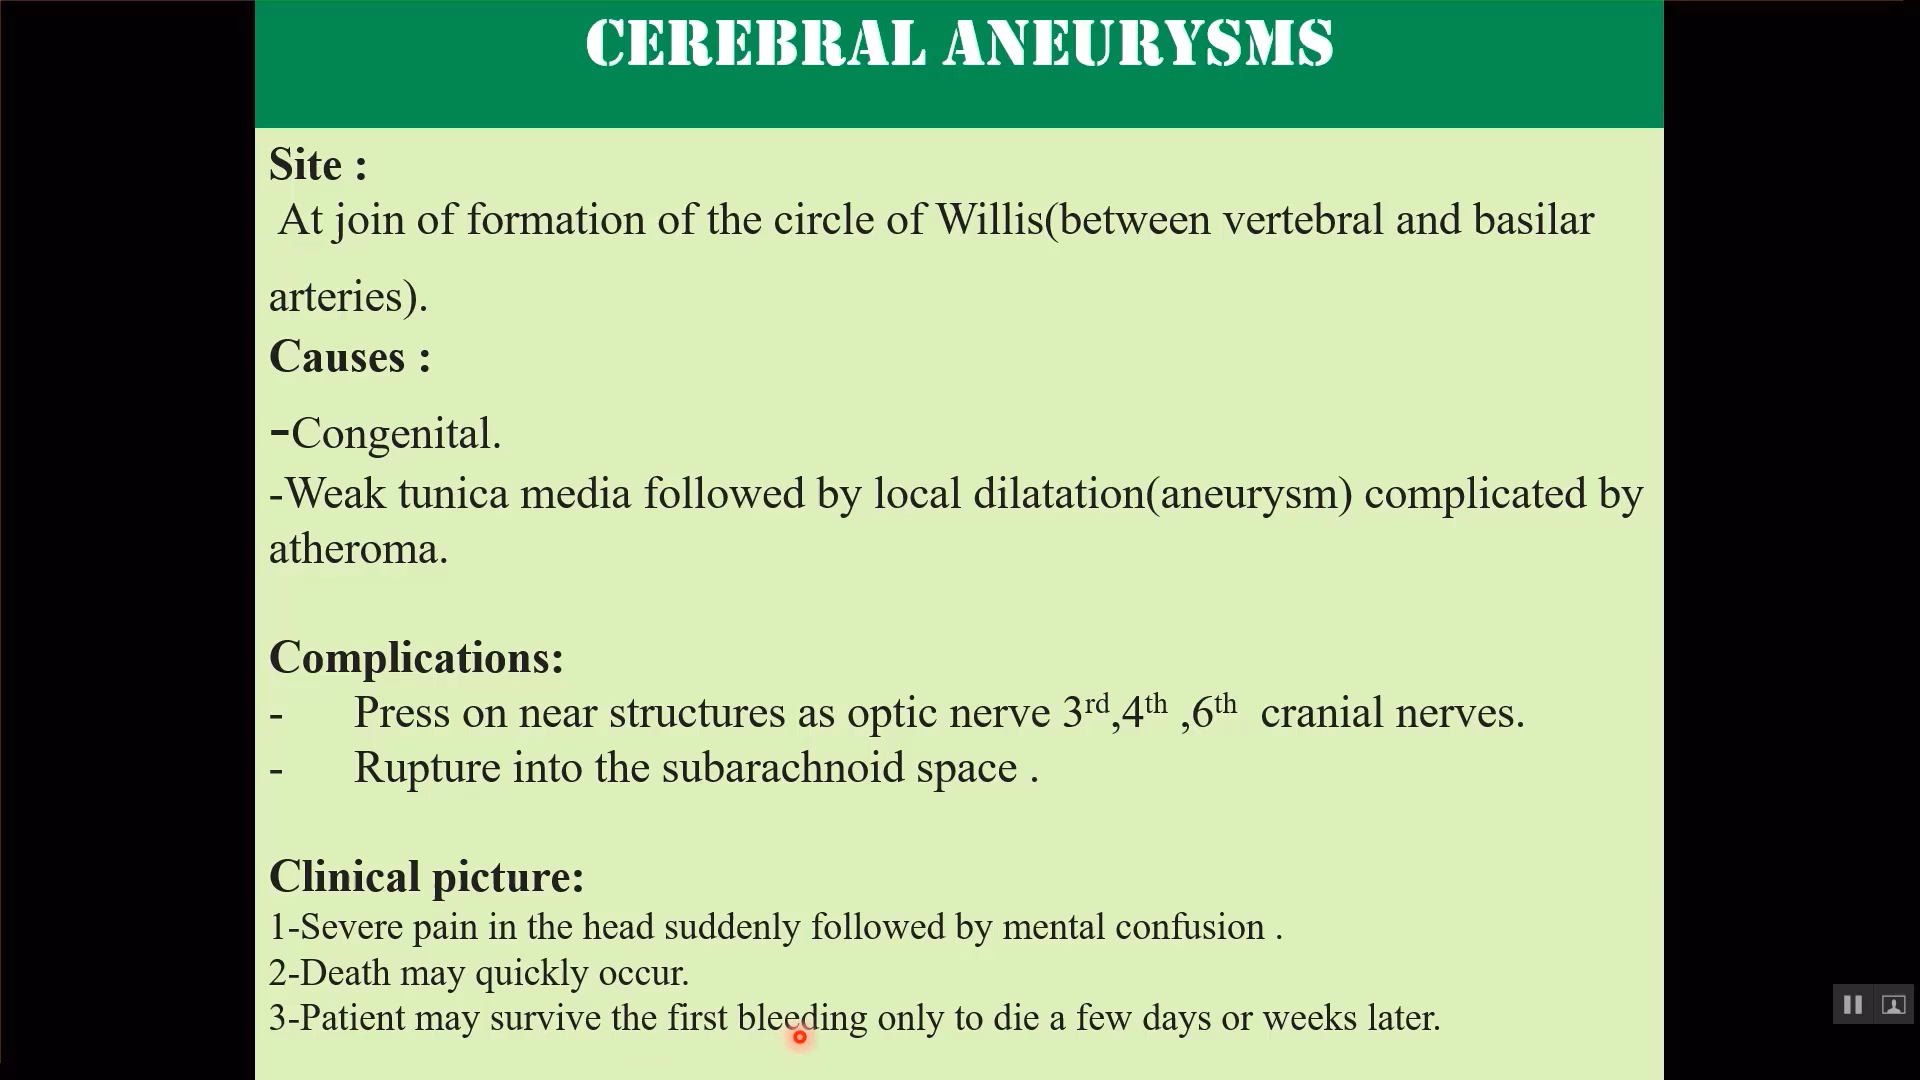 CEREBRAL ANEURYSMS
Site :
At join of formation of the circle of Willis(between vertebral and basilar
arteries).
Causes :
-Congenital.
-Weak tunica media followed by local dilatation(aneurysm) complicated by
atheroma.
Complications:
- Press on near structures as optic nerve 3rd,4th ,6th cranial nerves.
- Rupture into the subarachnoid space .
Clinical picture:
1-Severe pain in the head suddenly followed by mental confusion .
2-Death may quickly occur.
3-Patient may survive the first bleeding only to die a few days or weeks later.